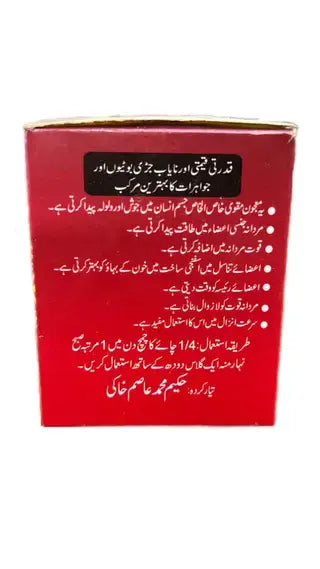 قدرتی قیمتی اور نایاب جڑی بوٹیوں اور
جواہرات کا بہترین مرکب
● یہ معجون مقوی خاص الخاص جسم انسان میں جوش اور ولولہ پیدا کرتی ہے۔
● مردانہ جنسی اعضاء میں طاقت پیدا کرتی ہے۔
● قوت مردانہ میں اضافہ کرتی ہے۔
● اعضائے تناسل میں اسفنجی ساخت میں خون کے بہاؤ کو بہتر کرتی ہے۔
● اعضائے رئیسہ کو وقت دیتی ہے۔
● مردانہ قوت کو لازوال بناتی ہے۔
● سرعت انزال میں اس کا استعمال مفید ہے۔
طریقہ استعمال: 1/4 چائے کا چمچ دن میں 1 مرتبہ صبح
نہار منہ ایک گلاس دودھ کے ساتھ استعمال کریں۔
تیار کردہ: حکیم محمد عاصم خاکی